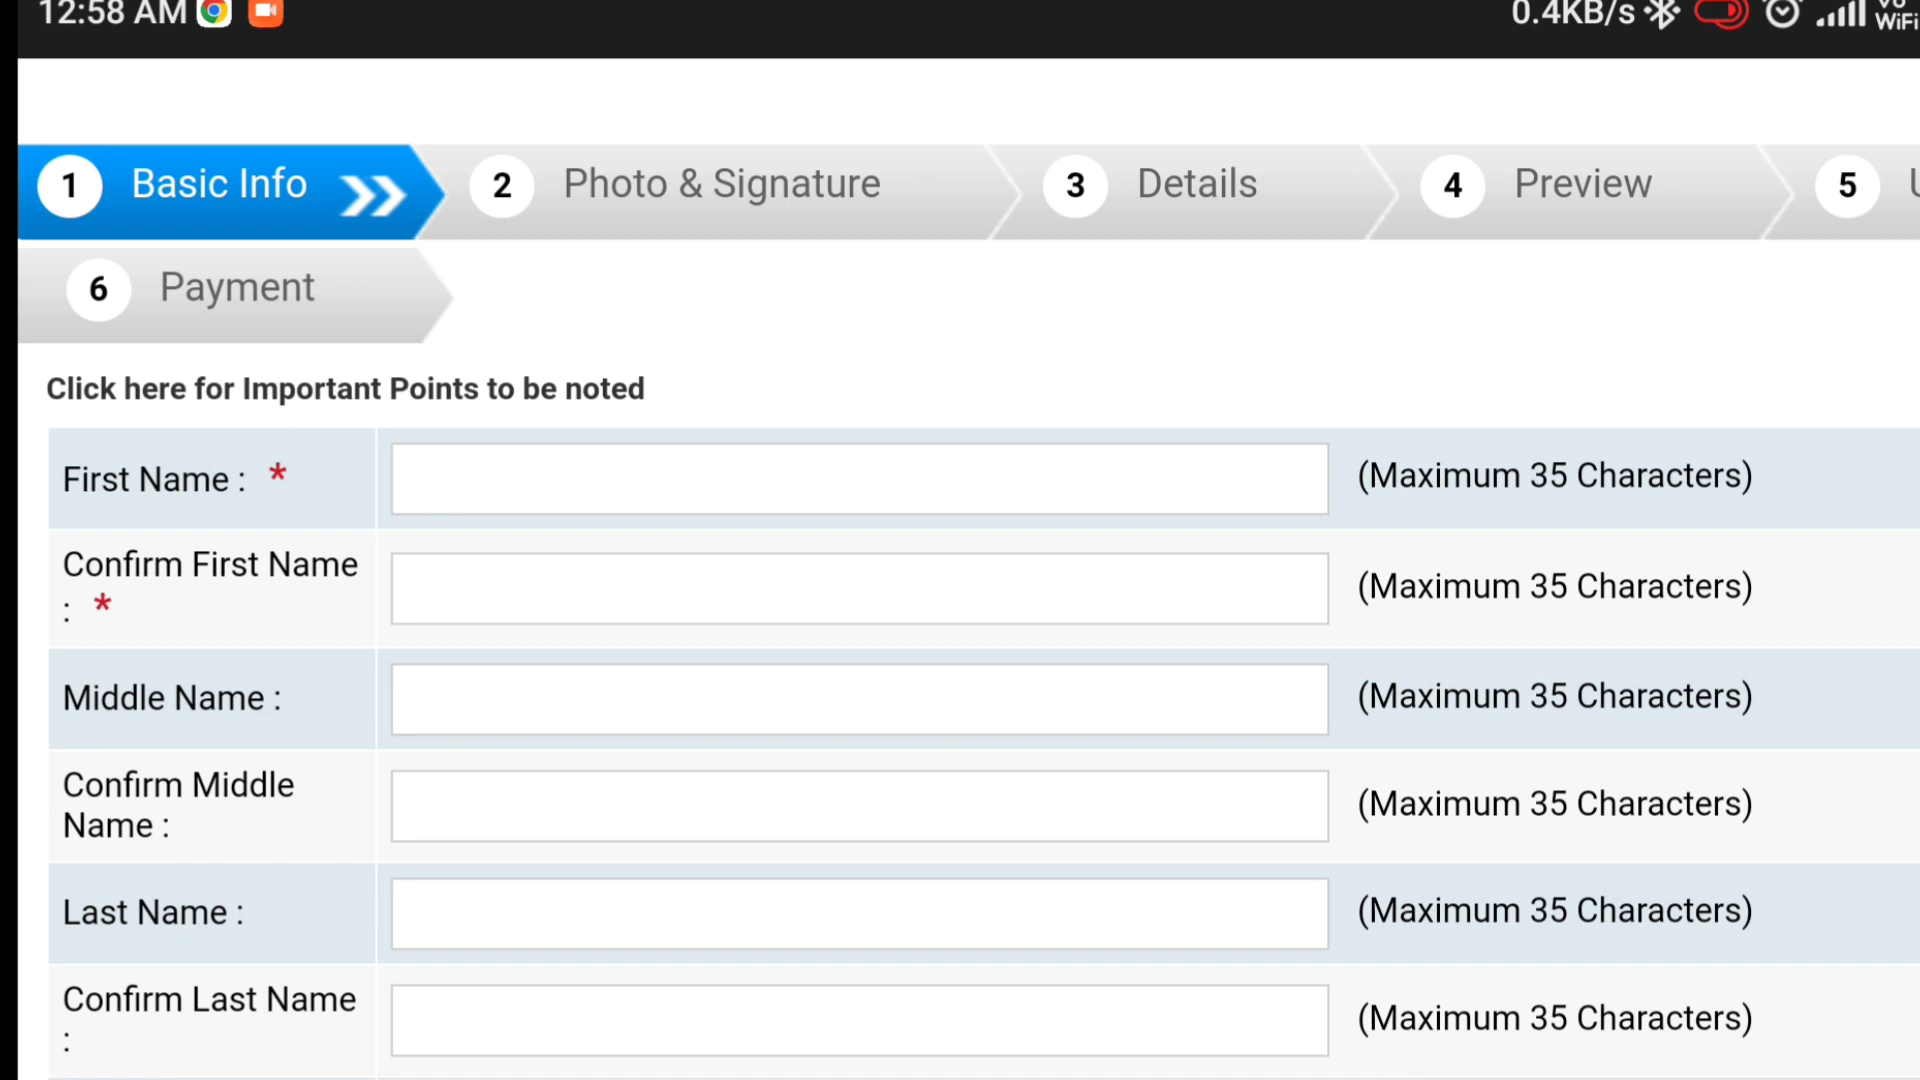 12:58 AM 0.4KB/s WiFi
1 Basic Info 2 Photo & Signature 3 Details 4 Preview 5
6 Payment
Click here for Important Points to be noted
First Name : * (Maximum 35 Characters)
Confirm First Name
: * (Maximum 35 Characters)
Middle Name : (Maximum 35 Characters)
Confirm Middle
Name : (Maximum 35 Characters)
Last Name : (Maximum 35 Characters)
Confirm Last Name
: (Maximum 35 Characters)